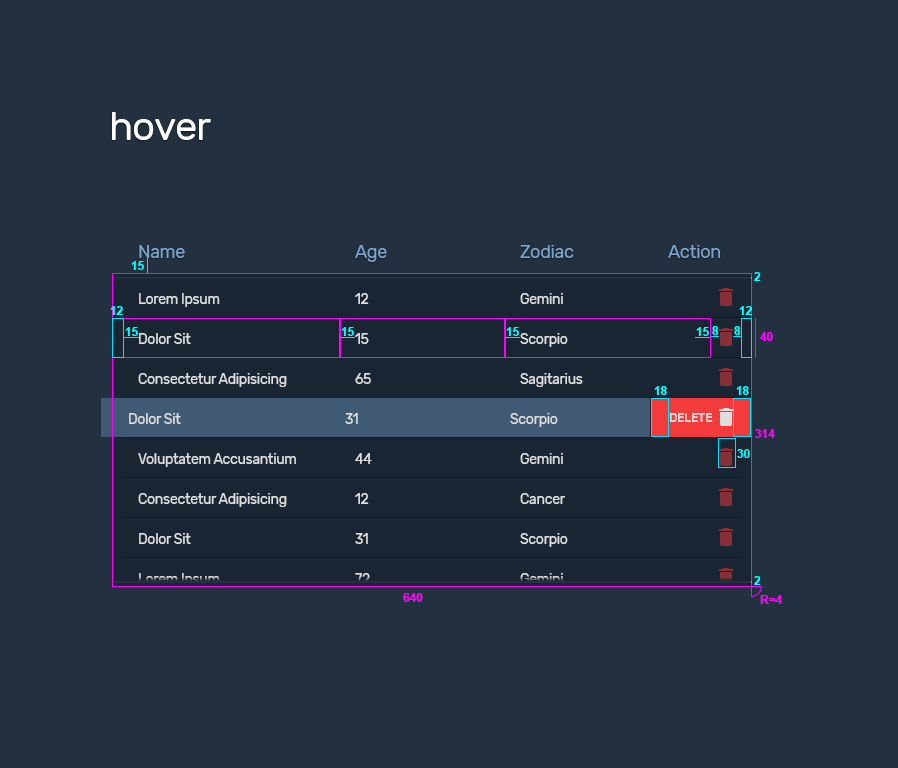 hover
Name Age Zodiac Action
15
2
Lorem Ipsum 12 Gemini
12 12
15 Dolor Sit 15 15 15 Scorpio 15 8 8 40
Consectetur Adipisicing 65 Sagitarius
18 18
Dolor Sit 31 Scorpio DELETE
314
Voluptatem Accusantium 44 Gemini 30
Consectetur Adipisicing 12 Cancer
Dolor Sit 31 Scorpio
Lorem Ipsum 72 Gemini
2
640 R=4